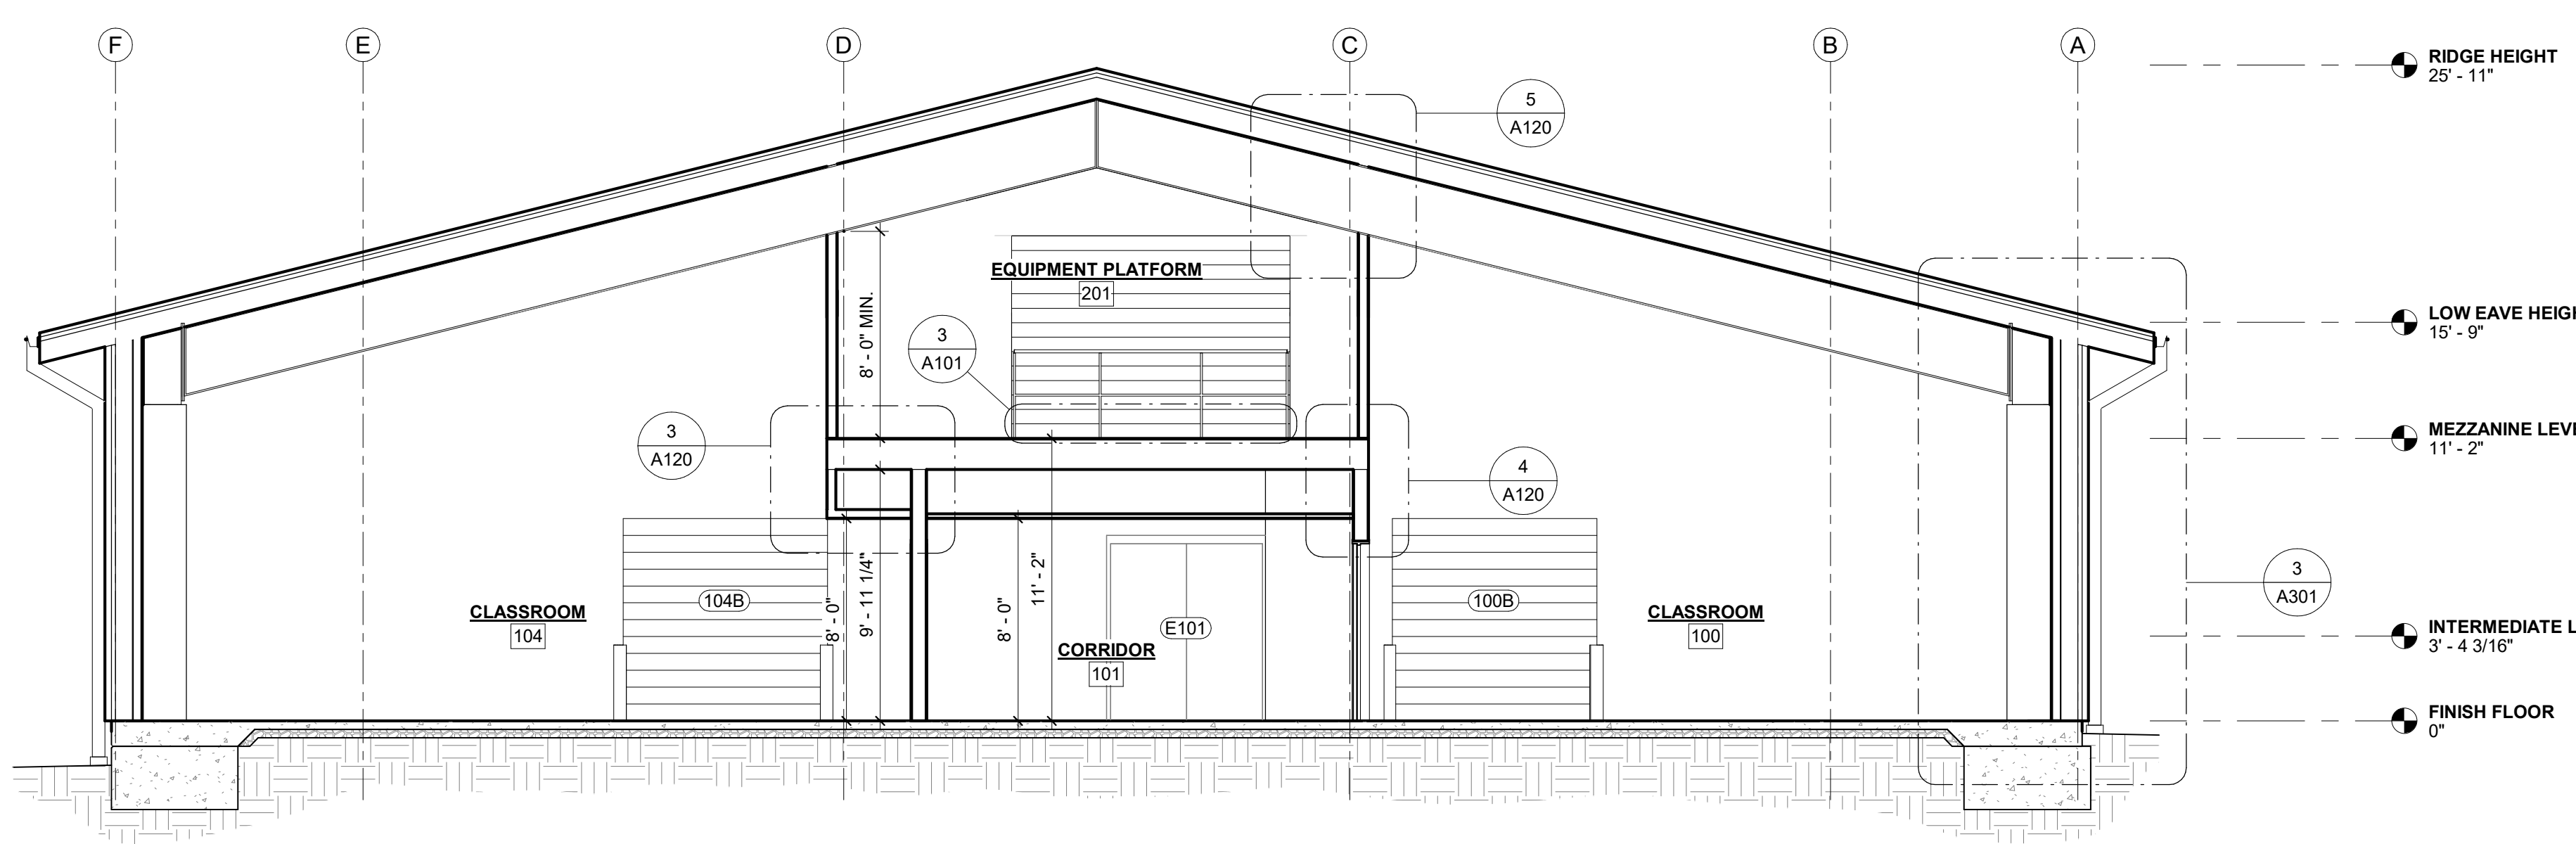 F
E
D
C
B
A
RIDGE HEIGHT
25' - 11"
5
A120
EQUIPMENT PLATFORM
201
8' - 0" MIN.
LOW EAVE HEIGH
15' - 9"
3
A101
3
A120
MEZZANINE LEVE
11' - 2"
4
A120
104B
100B
CLASSROOM
104
8' - 0"
9' - 11 1/4"
8' - 0"
11' - 2"
E101
CORRIDOR
101
CLASSROOM
100
3
A301
INTERMEDIATE L
3' - 4 3/16"
FINISH FLOOR
0"